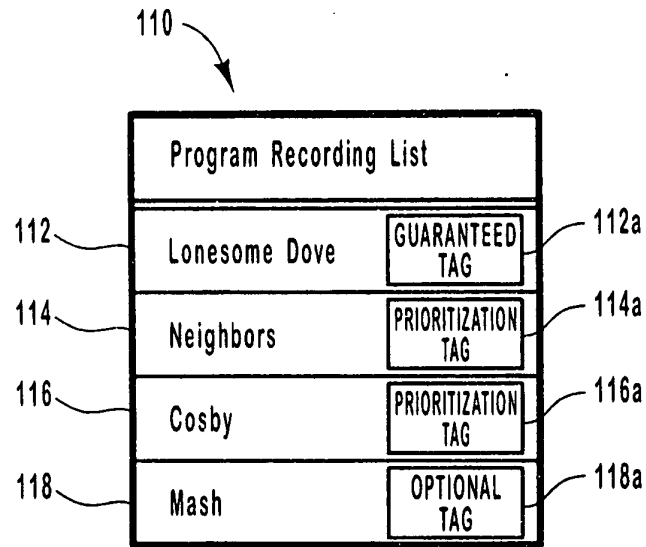 110
Program Recording List
112
Lonesome Dove
GUARANTEED
TAG
112a
114
Neighbors
PRIORITIZATION
TAG
114a
116
Cosby
PRIORITIZATION
TAG
116a
118
Mash
OPTIONAL
TAG
118a